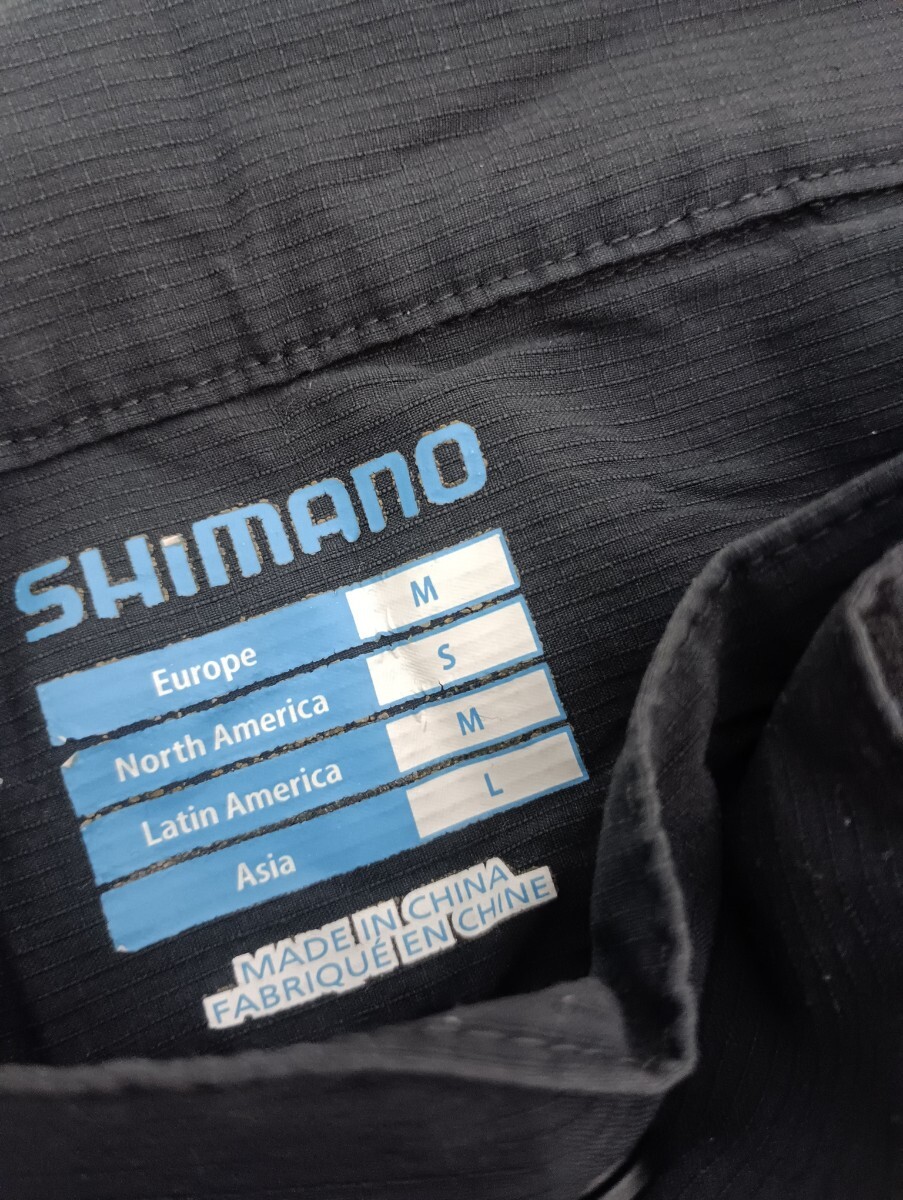 SHIMANO
Europe M
North America S
Latin America M
Asia L
MADE IN CHINA
FABRIQUÉ EN CHINE